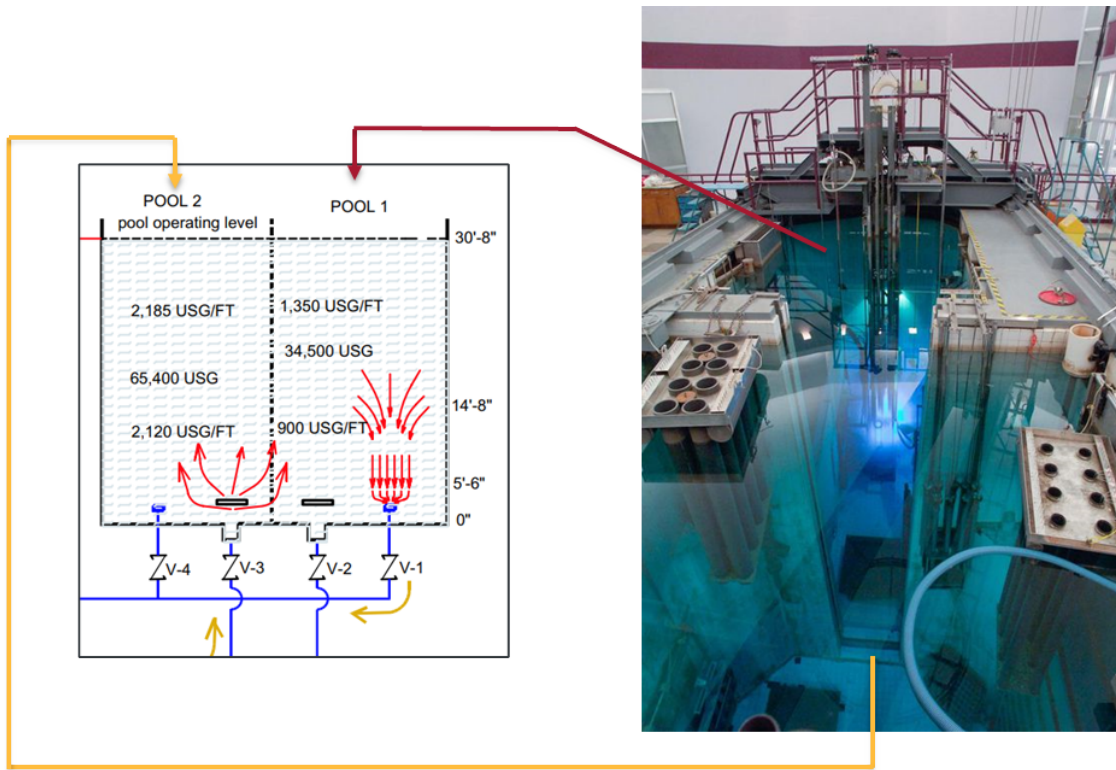 POOL 2
pool operating level
POOL 1
30'-8"
2,185 USG/FT
1,350 USG/FT
34,500 USG
65,400 USG
14'-8"
2,120 USG/FT
900 USG/FT
5'-6"
0"
V-4
V-3
V-2
V-1